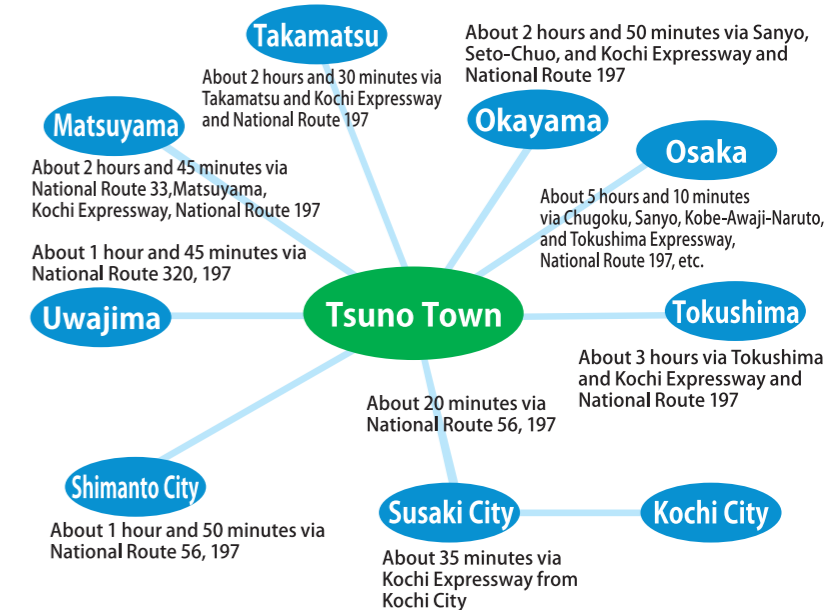 Takamatsu
About 2 hours and 30 minutes via
Takamatsu and Kochi Expressway
and National Route 197
About 2 hours and 50 minutes via Sanyo,
Seto-Chuo, and Kochi Expressway and
National Route 197
Okayama
Matsuyama
About 2 hours and 45 minutes via
National Route 33,Matsuyama,
Kochi Expressway, National Route 197
Osaka
About 5 hours and 10 minutes
via Chugoku, Sanyo, Kobe-Awaji-Naruto,
and Tokushima Expressway,
National Route 197, etc.
About 1 hour and 45 minutes via
National Route 320, 197
Uwajima
Tsuno Town
Tokushima
About 3 hours via Tokushima
and Kochi Expressway and
National Route 197
About 20 minutes via
National Route 56, 197
Shimanto City
About 1 hour and 50 minutes via
National Route 56, 197
Susaki City
About 35 minutes via
Kochi Expressway from
Kochi City
Kochi City